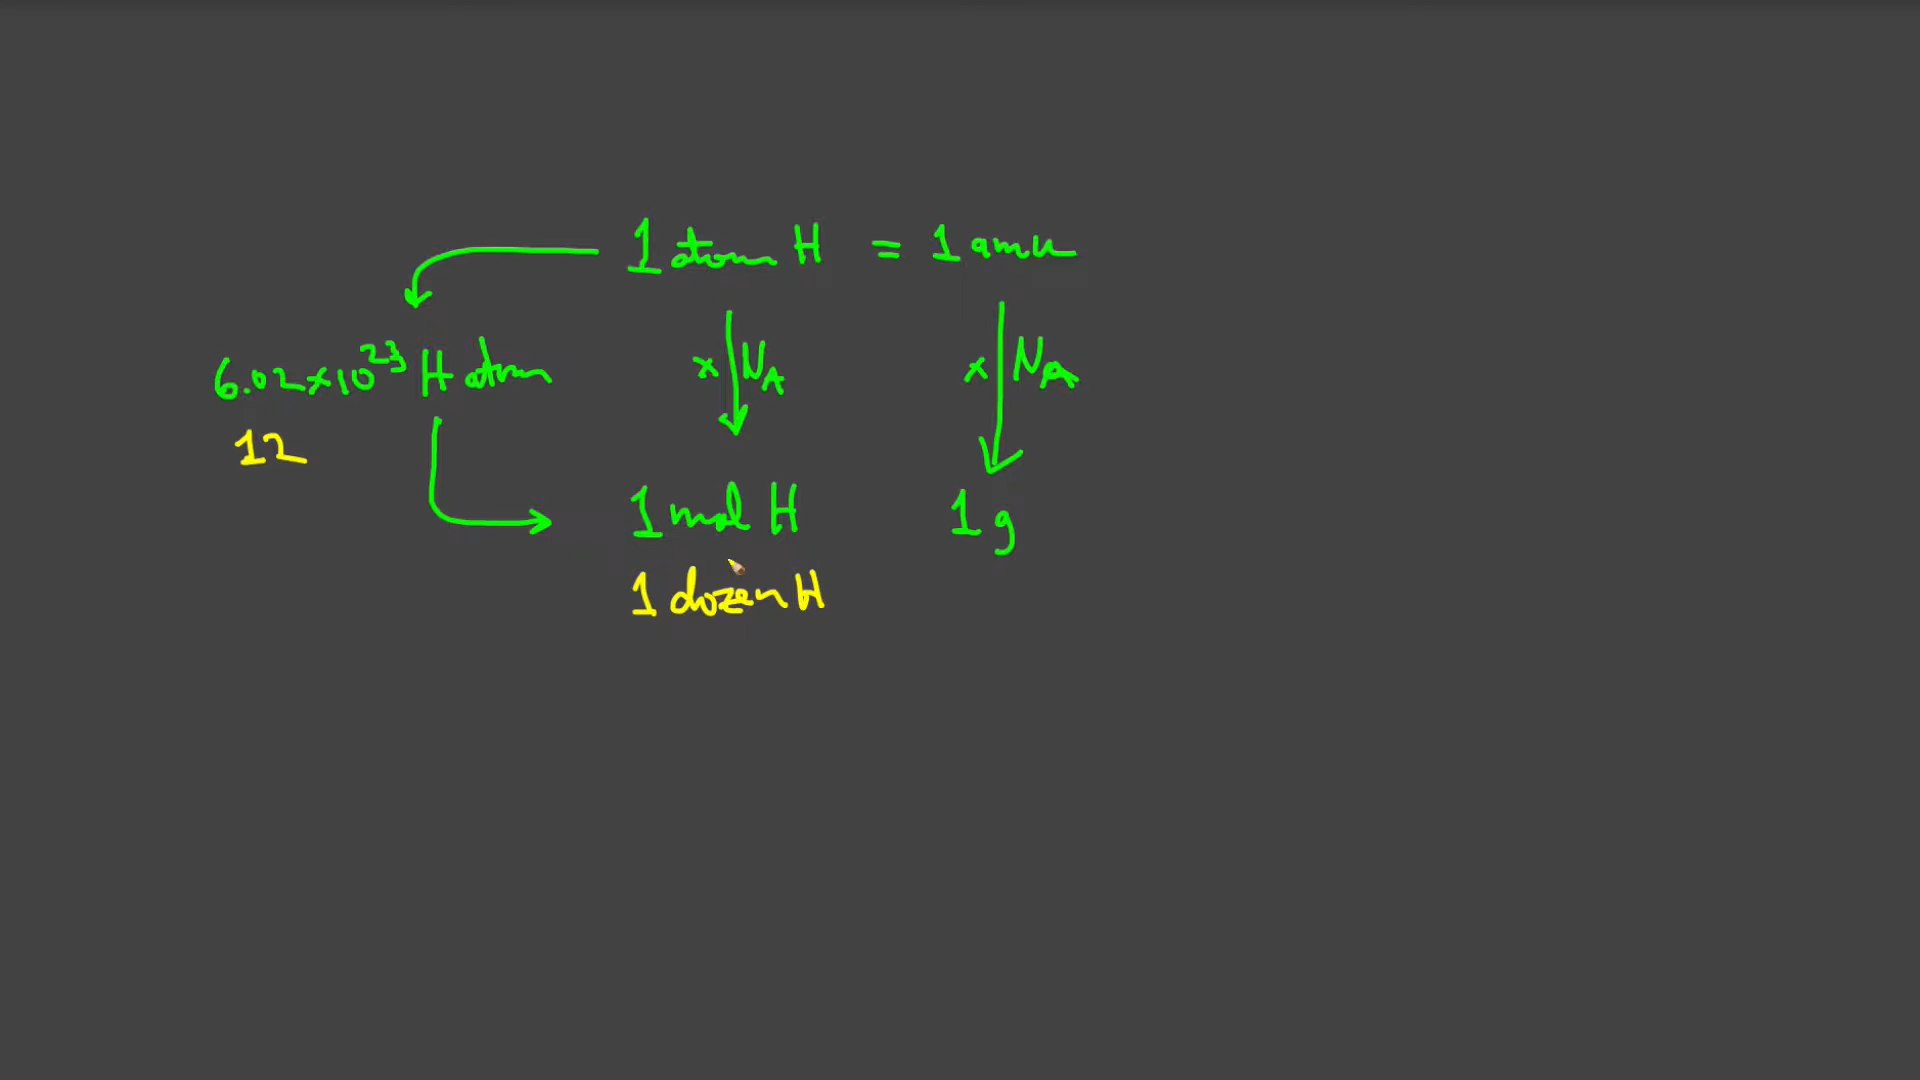 1 atom H = 1 amu
6.02×10²³ H atom × N_A × N_A
12
1 mol H 1 g
1 dozen H